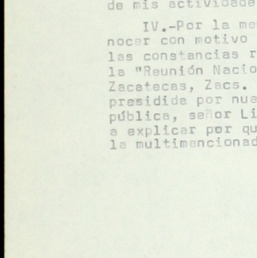 de mis actividade
IV.-Por la me
nocer con motivo
las constancias r
la "Reunión Nacio
Zacatecas, Zacs.
presidida por nue
pública, señor Li
a explicar por qu
la multimencionad